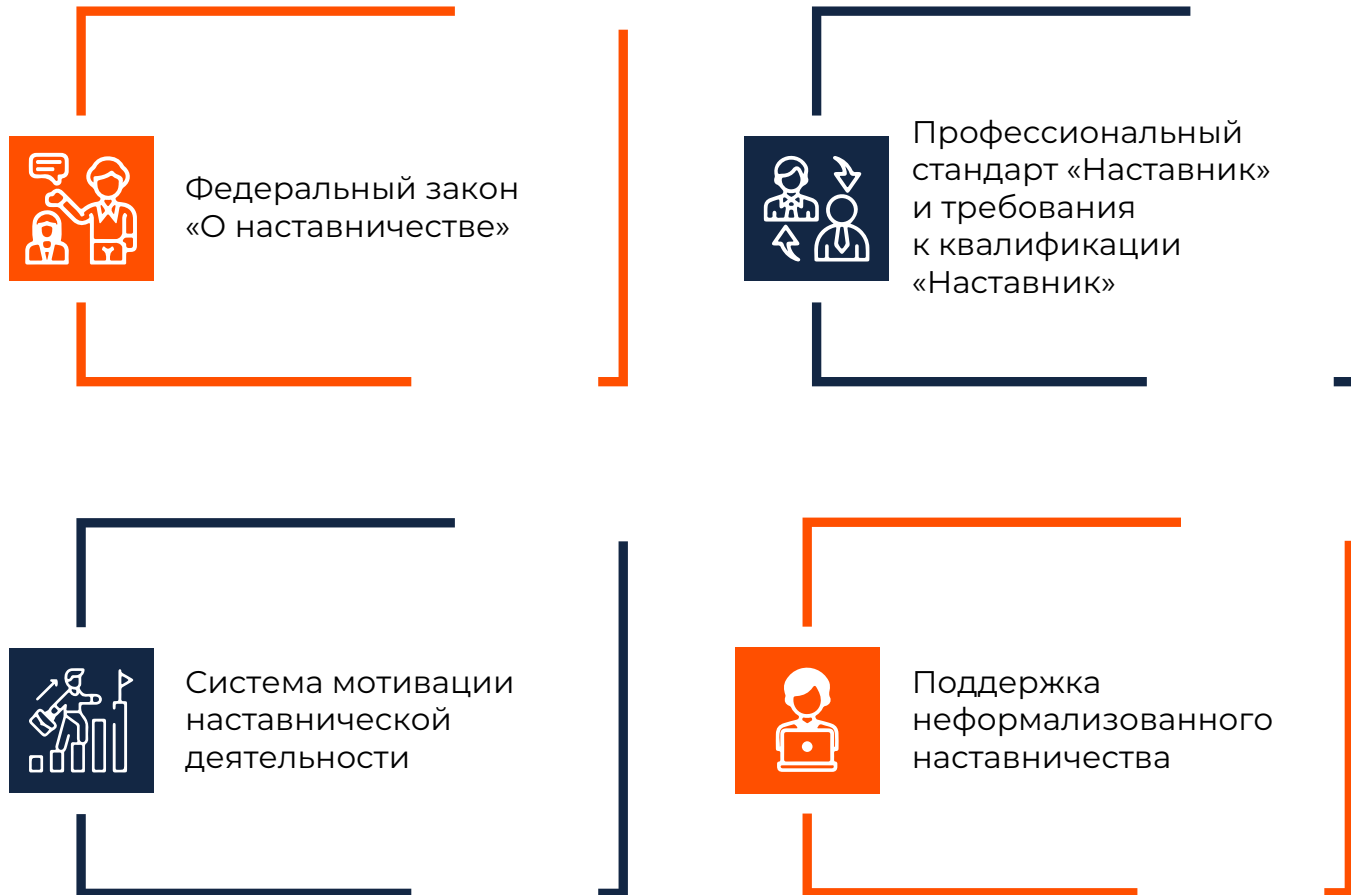 Федеральный закон
«О наставничестве»
Профессиональный
стандарт «Наставник»
и требования
к квалификации
«Наставник»
Система мотивации
наставнической
деятельности
Поддержка
неформализованного
наставничества